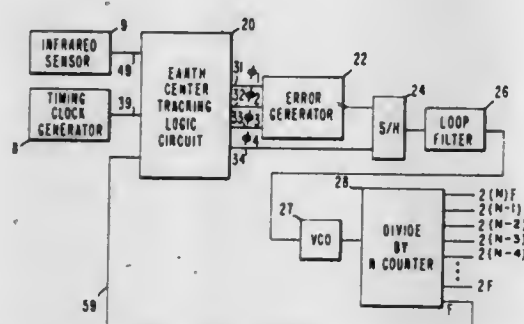 9
INFRARED
SENSOR
49
TIMING CLOCK
GENERATOR
8
39
20
EARTH
CENTER
TRACKING
LOGIC
CIRCUIT
31 ϕ1
32 ϕ2
33 ϕ3
ϕ4
34
22
ERROR
GENERATOR
24
S/H
26
LOOP
FILTER
27
VCO
28
DIVIDE
BY
N COUNTER
2(N)F
2(N-1)
2(N-2)
2(N-3)
2(N-4)
2F
F
59